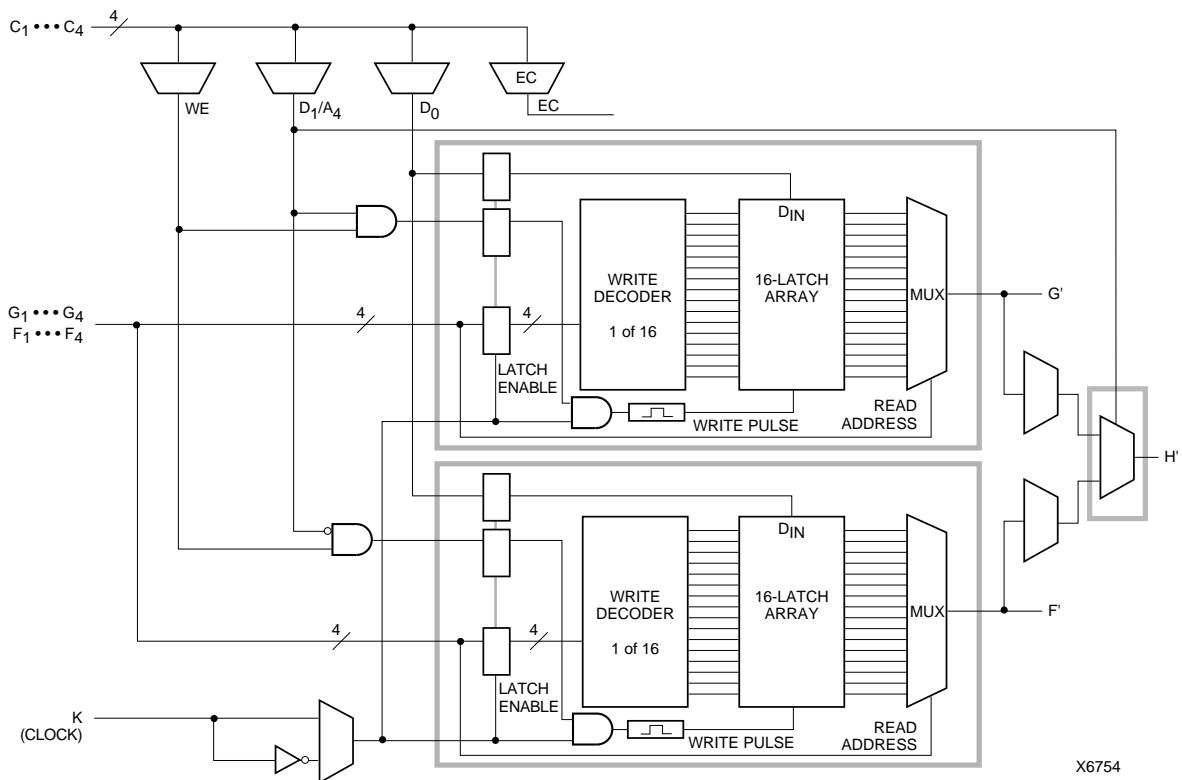 C1 ••• C4
4
EC
WE
D1/A4
D0
EC
DIN
WRITE DECODER
1 of 16
16-LATCH ARRAY
MUX
G'
G1 ••• G4
F1 ••• F4
4
4
LATCH ENABLE
WRITE PULSE
READ ADDRESS
H'
DIN
WRITE DECODER
1 of 16
16-LATCH ARRAY
MUX
F'
4
4
LATCH ENABLE
K
(CLOCK)
WRITE PULSE
READ ADDRESS
X6754